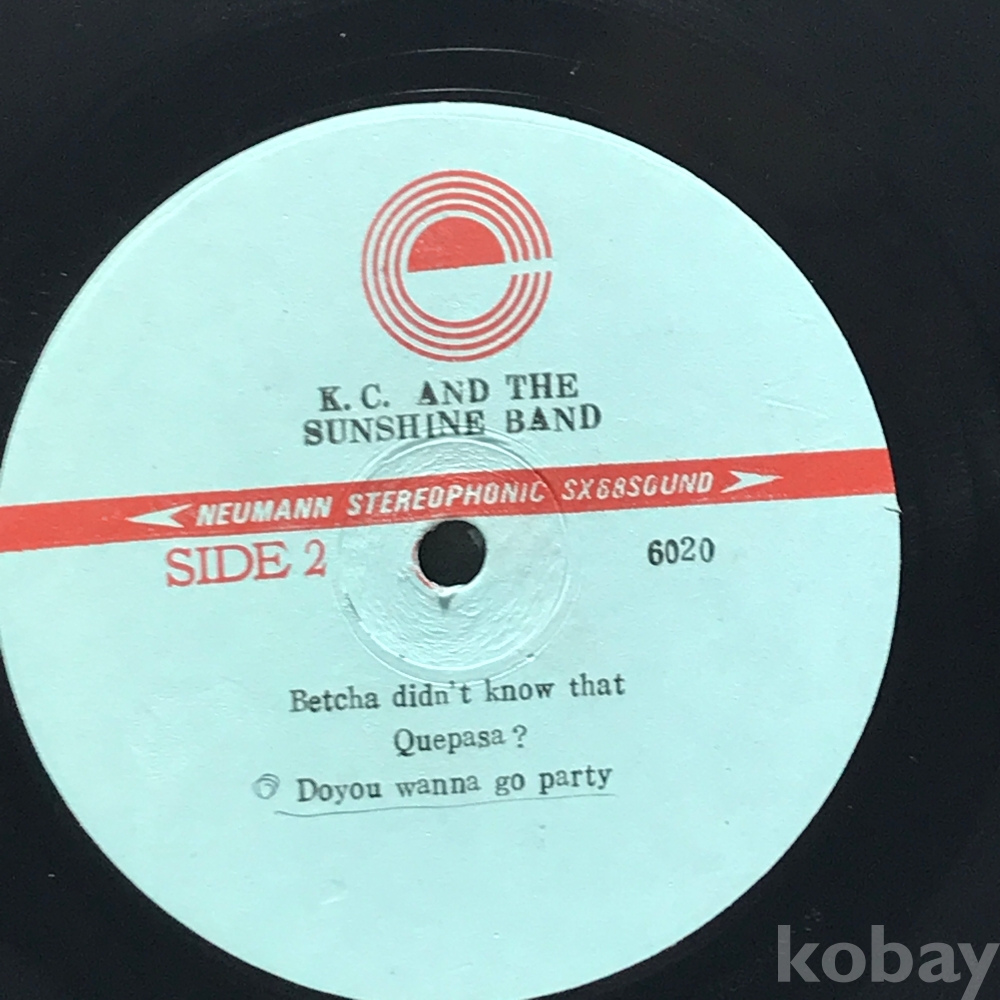 K.C. AND THE
SUNSHINE BAND
NEUMANN STEREOPHONIC SX68SOUND
SIDE 2
6020
Betcha didn't know that
Quepasa?
Doyou wanna go party
kobay